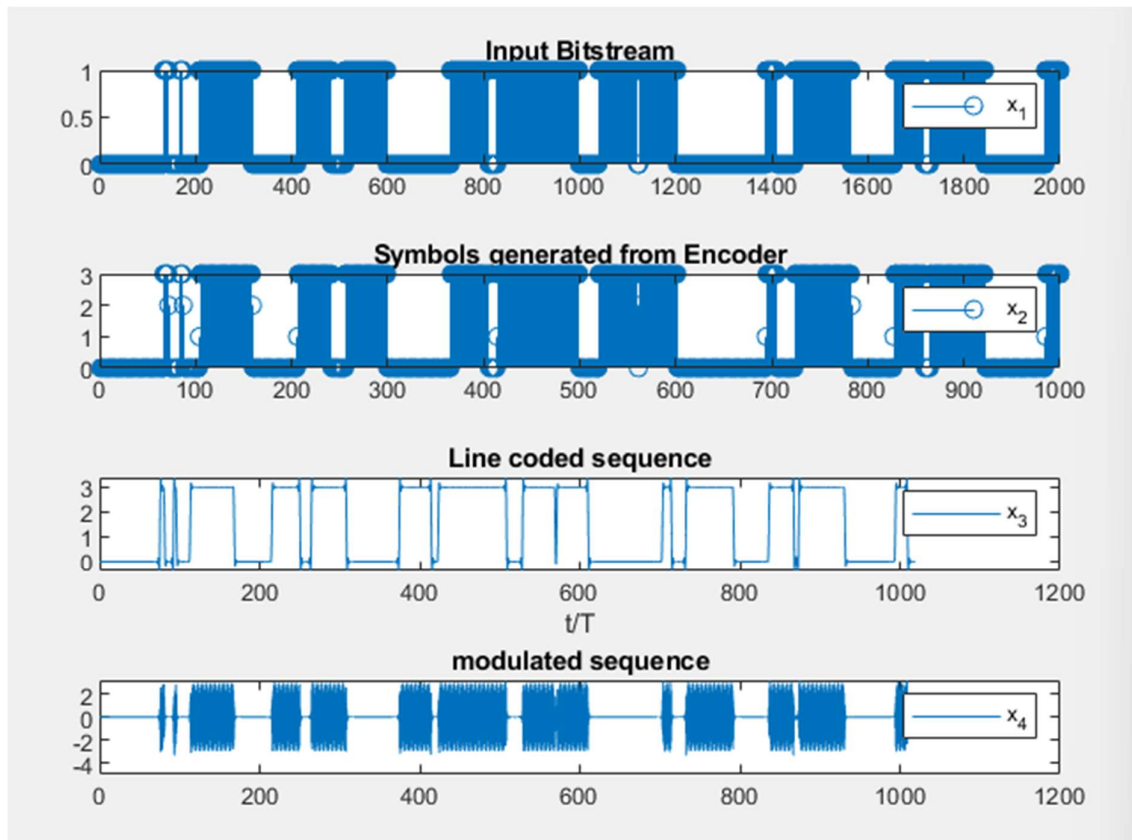 Input Bitstream
1
0.5
0
x1
0 200 400 600 800 1000 1200 1400 1600 1800 2000
Symbols generated from Encoder
3
2
1
0
x2
0 100 200 300 400 500 600 700 800 900 1000
Line coded sequence
3
2
1
0
x3
0 200 400 600 800 1000 1200
t/T
modulated sequence
2
0
-2
-4
x4
0 200 400 600 800 1000 1200